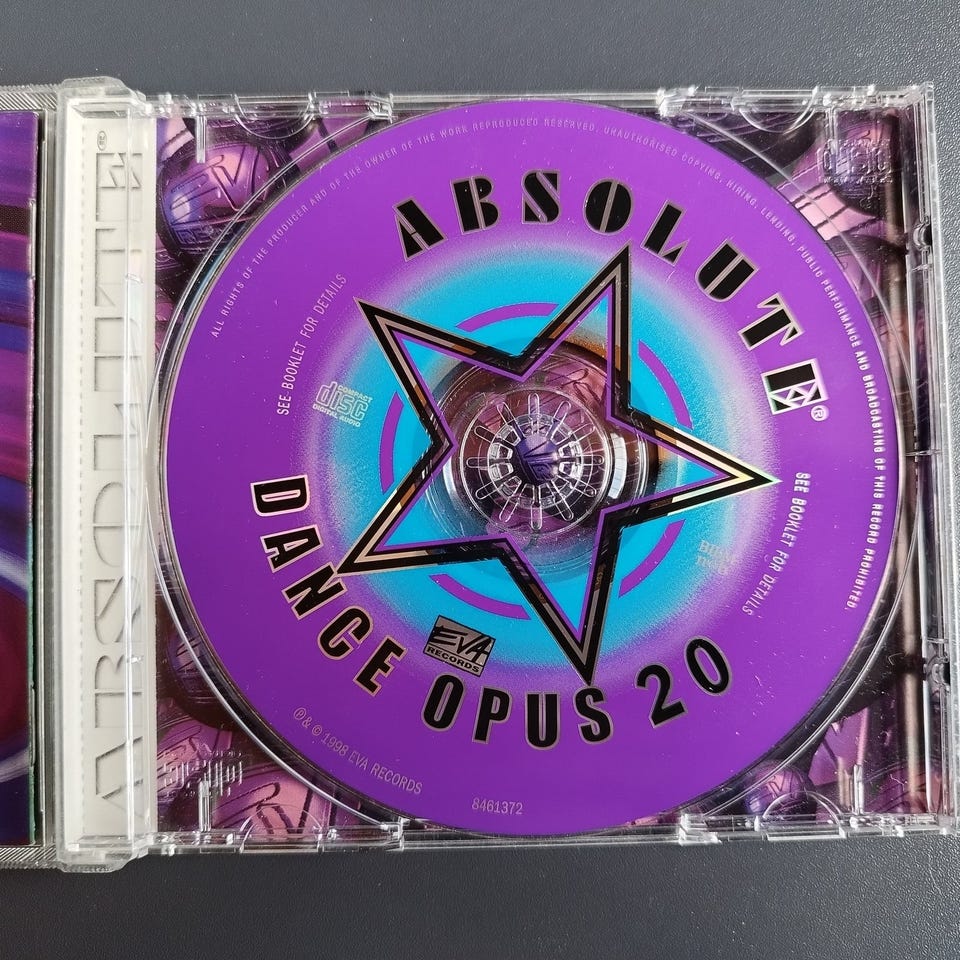 ABSOLUTE
ALL RIGHTS OF THE PRODUCER AND OF THE OWNER OF THE WORK REPRODUCED RESERVED. UNAUTHORISED COPYING, HIRING, LENDING, PUBLIC PERFORMANCE AND BROADCASTING OF THIS RECORD PROHIBITED.
ABSOLUTE®
SEE BOOKLET FOR DETAILS
COMPACT
disc
DIGITAL AUDIO
SEE BOOKLET FOR DETAILS
EVA
RECORDS
DANCE OPUS 20
℗ & © 1998 EVA RECORDS
8461372